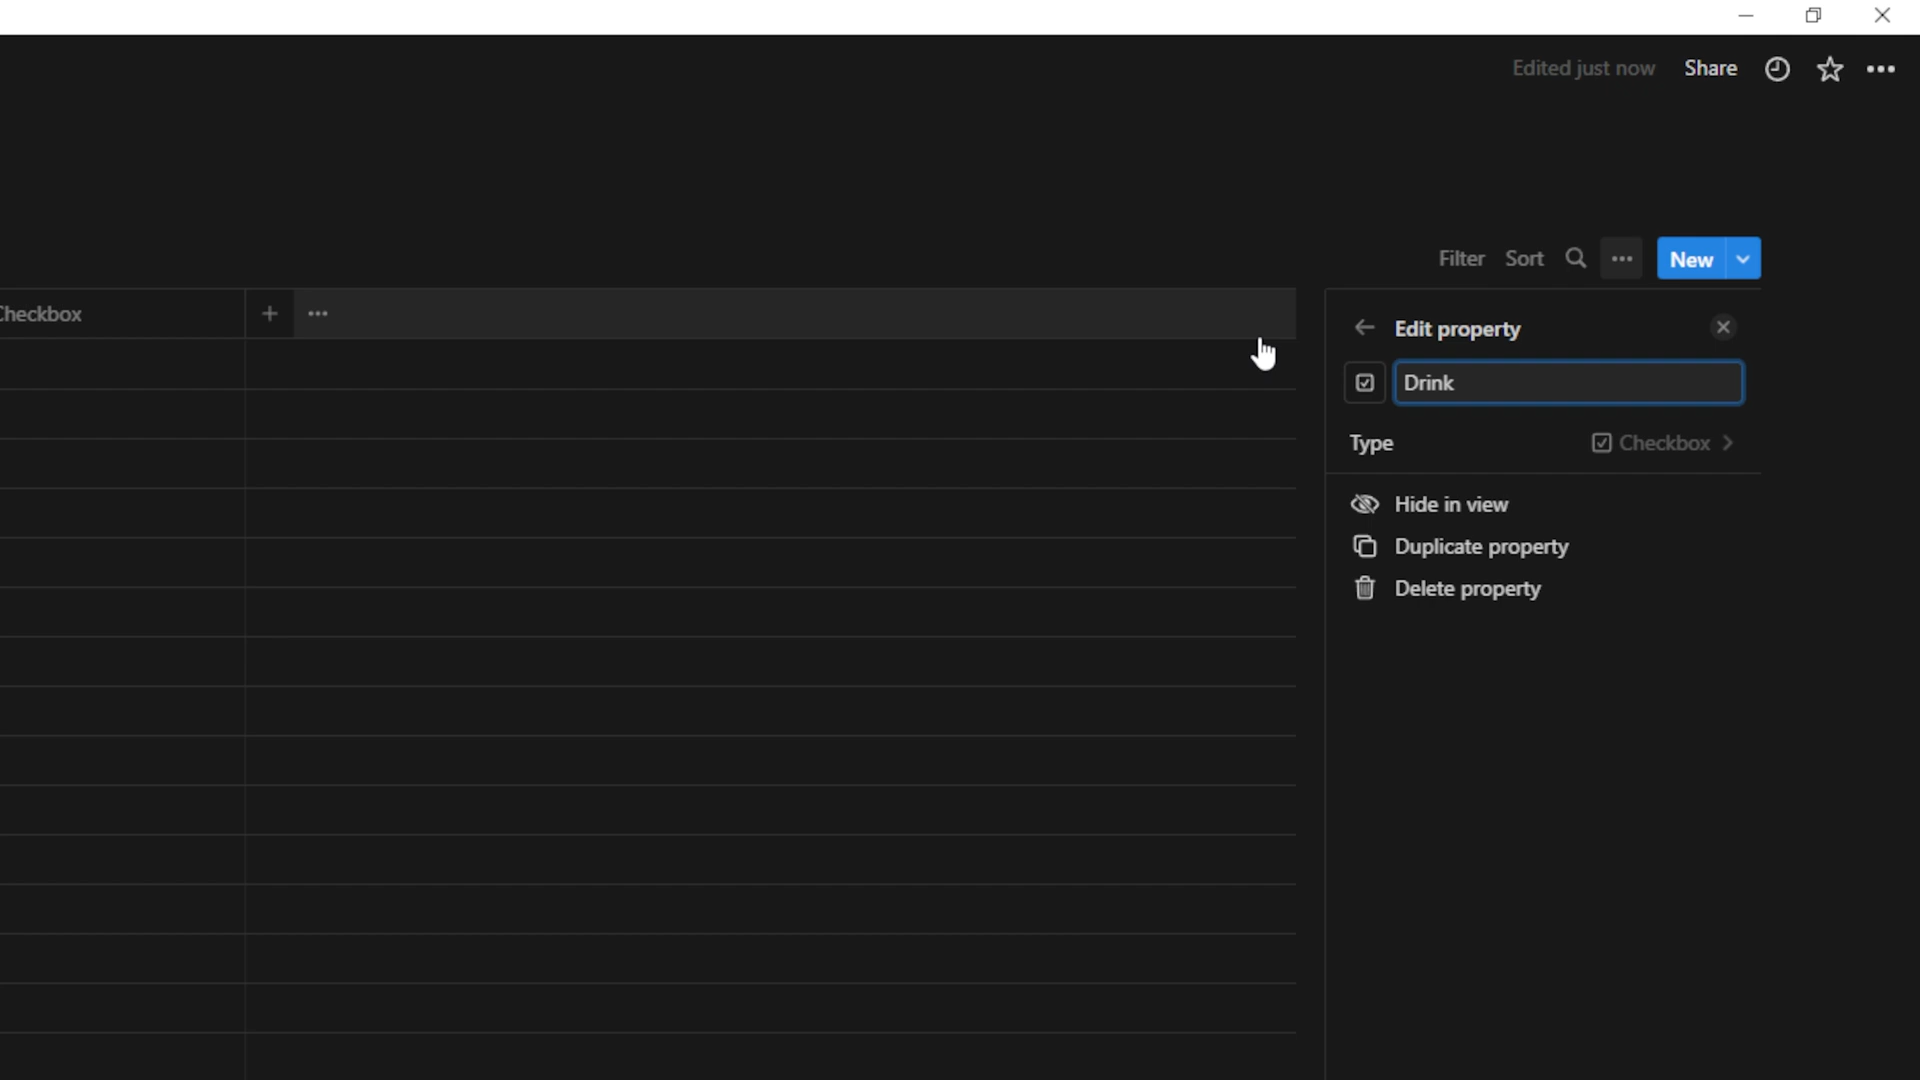 Edited just now Share
Filter Sort New
Checkbox
Edit property
Drink
Type Checkbox
Hide in view
Duplicate property
Delete property